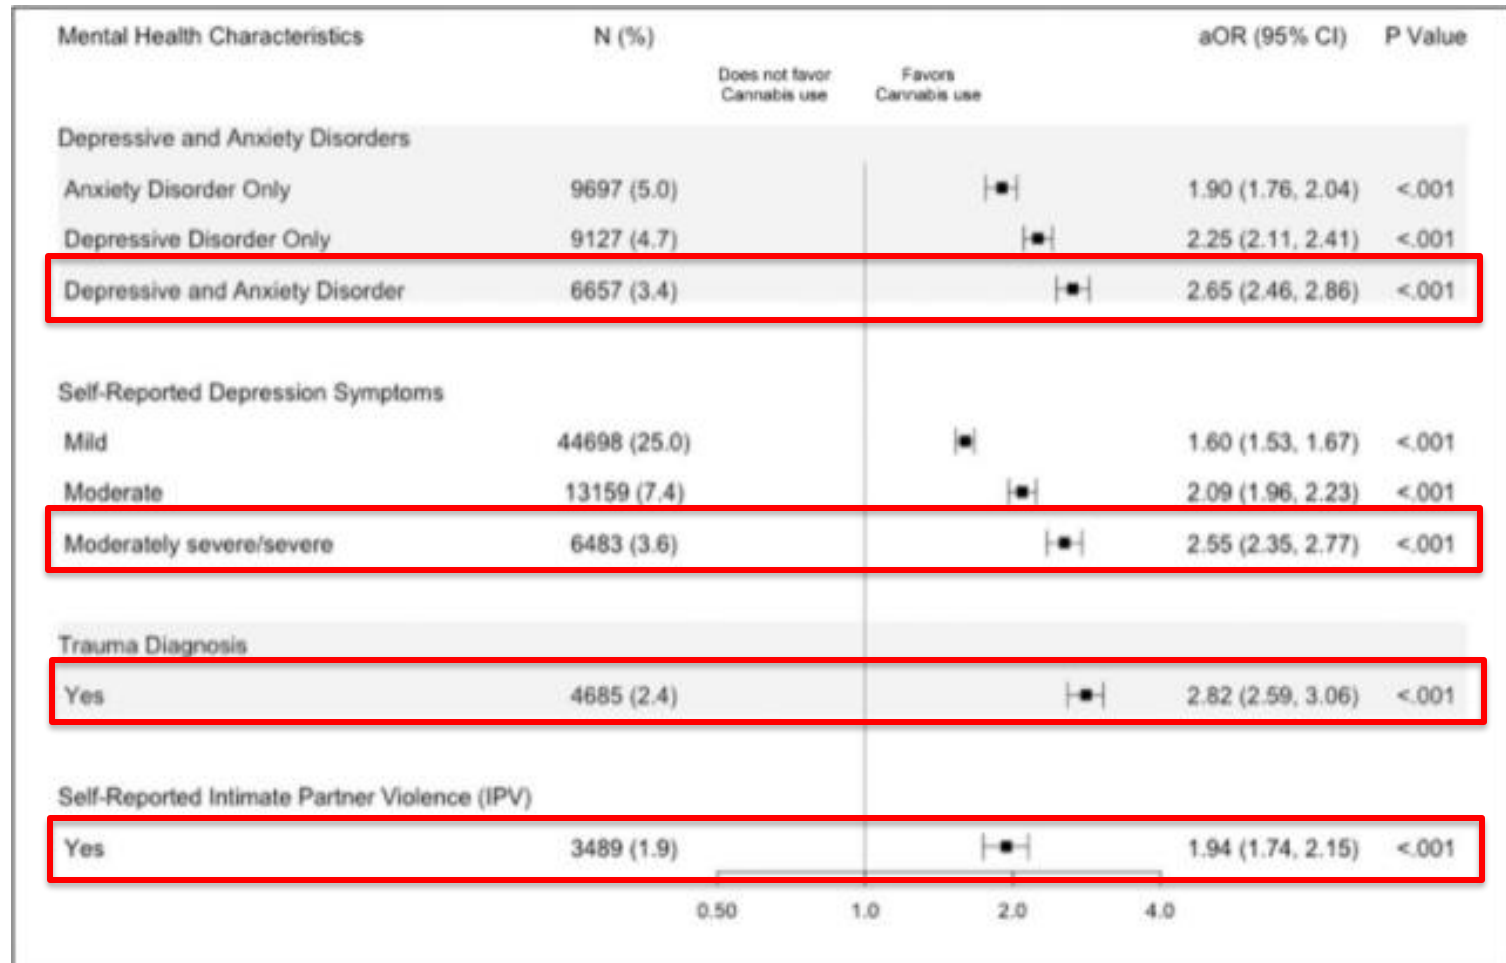 Mental Health Characteristics N (%) aOR (95% CI) P Value
Does not favor Cannabis use Favors Cannabis use
Depressive and Anxiety Disorders
Anxiety Disorder Only 9697 (5.0) 1.90 (1.76, 2.04) <.001
Depressive Disorder Only 9127 (4.7) 2.25 (2.11, 2.41) <.001
Depressive and Anxiety Disorder 6657 (3.4) 2.65 (2.46, 2.86) <.001
Self-Reported Depression Symptoms
Mild 44698 (25.0) 1.60 (1.53, 1.67) <.001
Moderate 13159 (7.4) 2.09 (1.96, 2.23) <.001
Moderately severe/severe 6483 (3.6) 2.55 (2.35, 2.77) <.001
Trauma Diagnosis
Yes 4685 (2.4) 2.82 (2.59, 3.06) <.001
Self-Reported Intimate Partner Violence (IPV)
Yes 3489 (1.9) 1.94 (1.74, 2.15) <.001
0.50 1.0 2.0 4.0